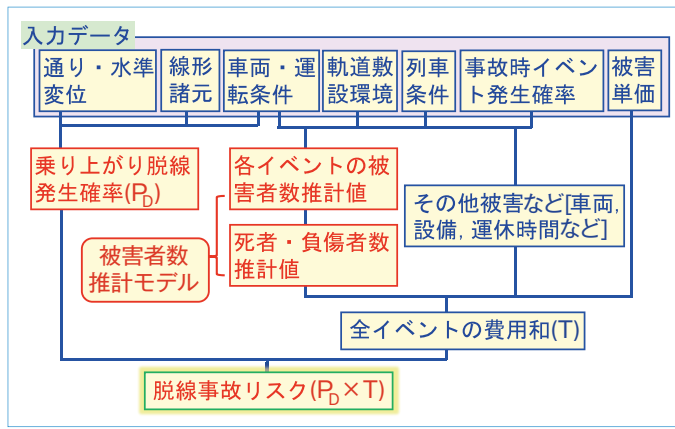 入力データ
通り・水準
変位
線形
諸元
車両・運
転条件
軌道敷
設環境
列車
条件
事故時イベン
ト発生確率
被害
単価
乗り上がり脱線
発生確率(PD)
各イベントの被
害者数推計値
その他被害など[車両,
設備, 運休時間など]
被害者数
推計モデル
死者・負傷者数
推計値
全イベントの費用和(T)
脱線事故リスク(PD×T)